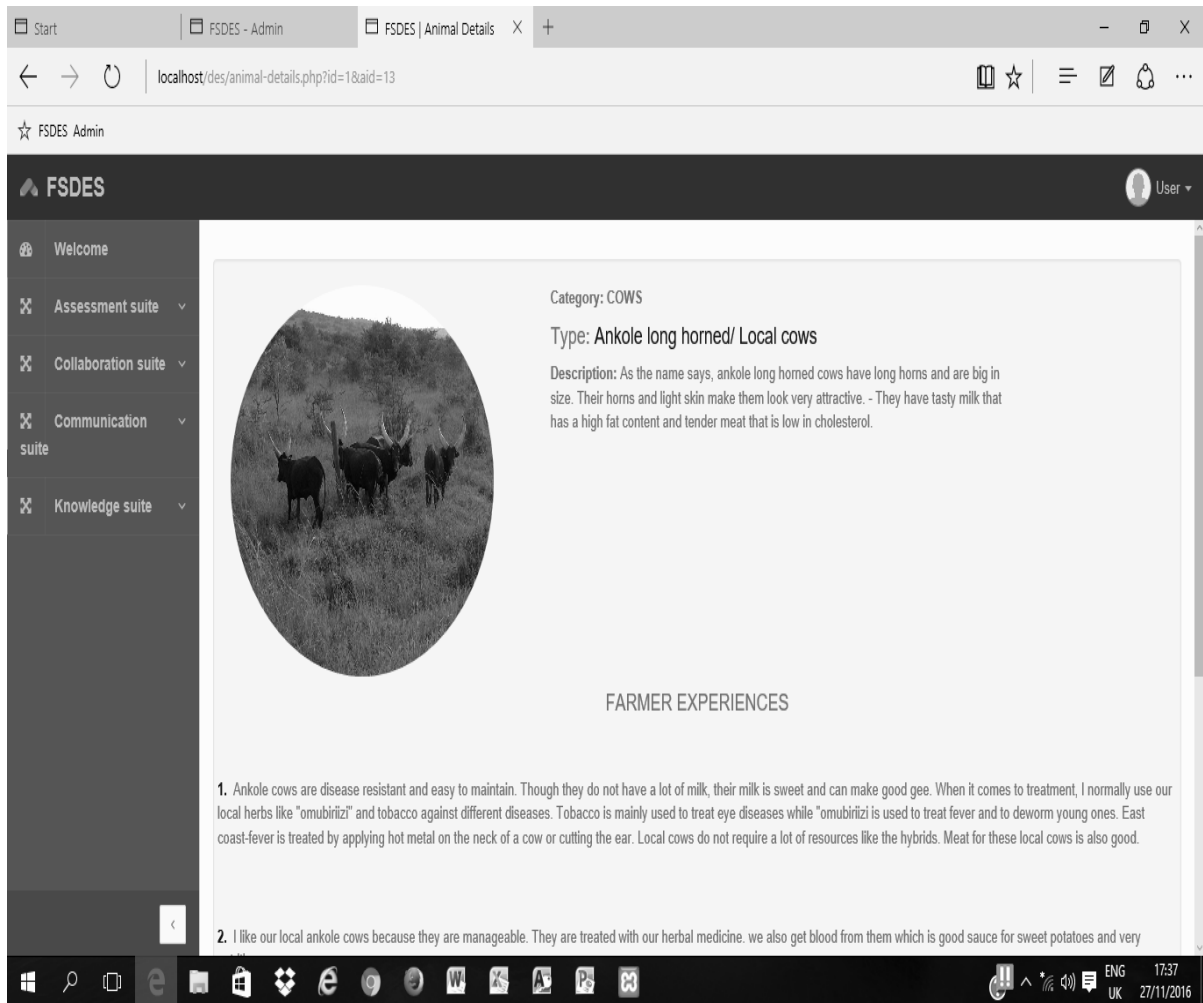 Start
FSDES - Admin
FSDES | Animal Details
localhost/des/animal-details.php?id=1&aid=13
FSDES Admin
FSDES
User
Welcome
Assessment suite
Collaboration suite
Communication
suite
Knowledge suite
Category: COWS
Type: Ankole long horned/ Local cows
Description: As the name says, ankole long horned cows have long horns and are big in
size. Their horns and light skin make them look very attractive. - They have tasty milk that
has a high fat content and tender meat that is low in cholesterol.
FARMER EXPERIENCES
1. Ankole cows are disease resistant and easy to maintain. Though they do not have a lot of milk, their milk is sweet and can make good gee. When it comes to treatment, I normally use our
local herbs like "omubiriizi" and tobacco against different diseases. Tobacco is mainly used to treat eye diseases while "omubiriizi is used to treat fever and to deworm young ones. East
coast-fever is treated by applying hot metal on the neck of a cow or cutting the ear. Local cows do not require a lot of resources like the hybrids. Meat for these local cows is also good.
2. I like our local ankole cows because they are manageable. They are treated with our herbal medicine. we also get blood from them which is good sauce for sweet potatoes and very
ENG
UK
17:37
27/11/2016